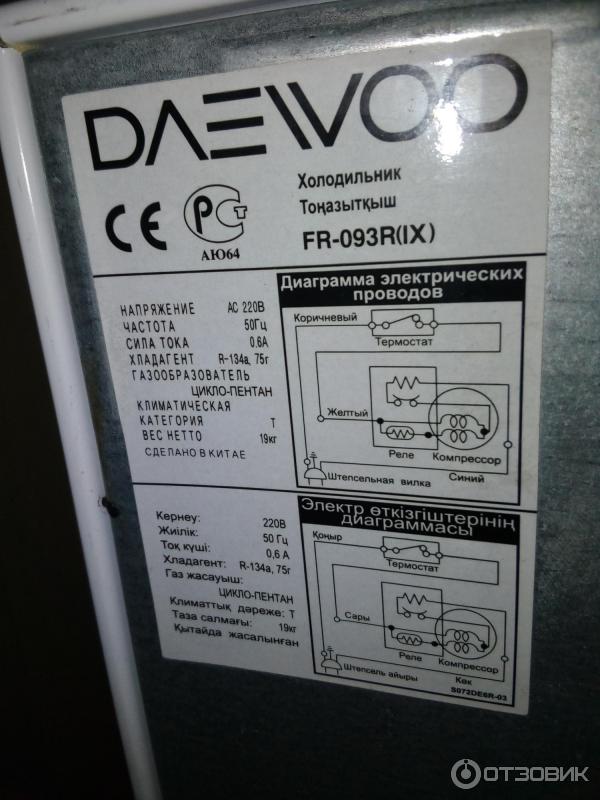 DAEWOO
CE РСТ
АЮ64
Холодильник
Тоңазытқыш
FR-093R(IX)
НАПРЯЖЕНИЕ AC 220В
ЧАСТОТА 50Гц
СИЛА ТОКА 0.6А
ХЛАДАГЕНТ R-134a, 75г
ГАЗООБРАЗОВАТЕЛЬ
ЦИКЛО-ПЕНТАН
КЛИМАТИЧЕСКАЯ
КАТЕГОРИЯ Т
ВЕС НЕТТО 19кг
СДЕЛАНО В КИТАЕ
Диаграмма электрических
проводов
Коричневый
Термостат
Желтый
Реле Компрессор
Штепсельная вилка Синий
Кернеу: 220В
Жиілік: 50 Гц
Тоқ күші: 0,6 А
Хладагент: R-134a, 75г
Газ жасауыш:
ЦИКЛО-ПЕНТАН
Климаттық дәреже: Т
Таза салмағы: 19кг
Қытайда жасалынған
Электр өткізгіштерінің
диаграммасы
Қоңыр
Термостат
Сары
Реле Компрессор
Штепсель айыры Көк
S072DE6R-03
ОТЗОВИК